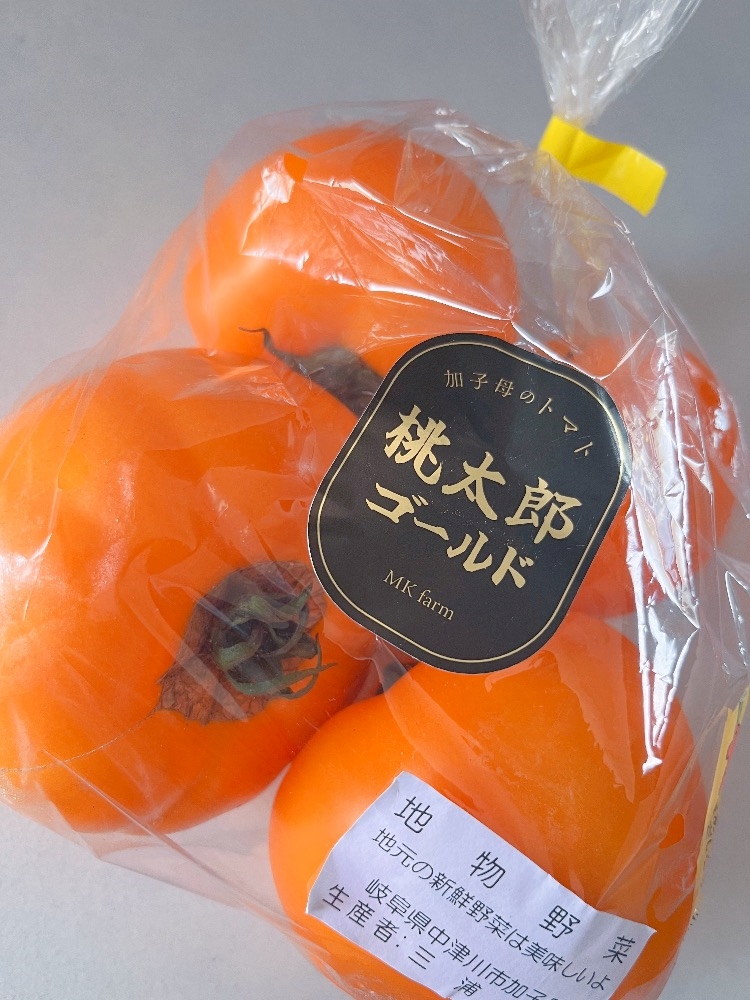 加子母のトマト
桃太郎
ゴールド
MK farm
地物野菜
地元の新鮮野菜は美味しいよ
岐阜県中津川市加子
生産者:三浦